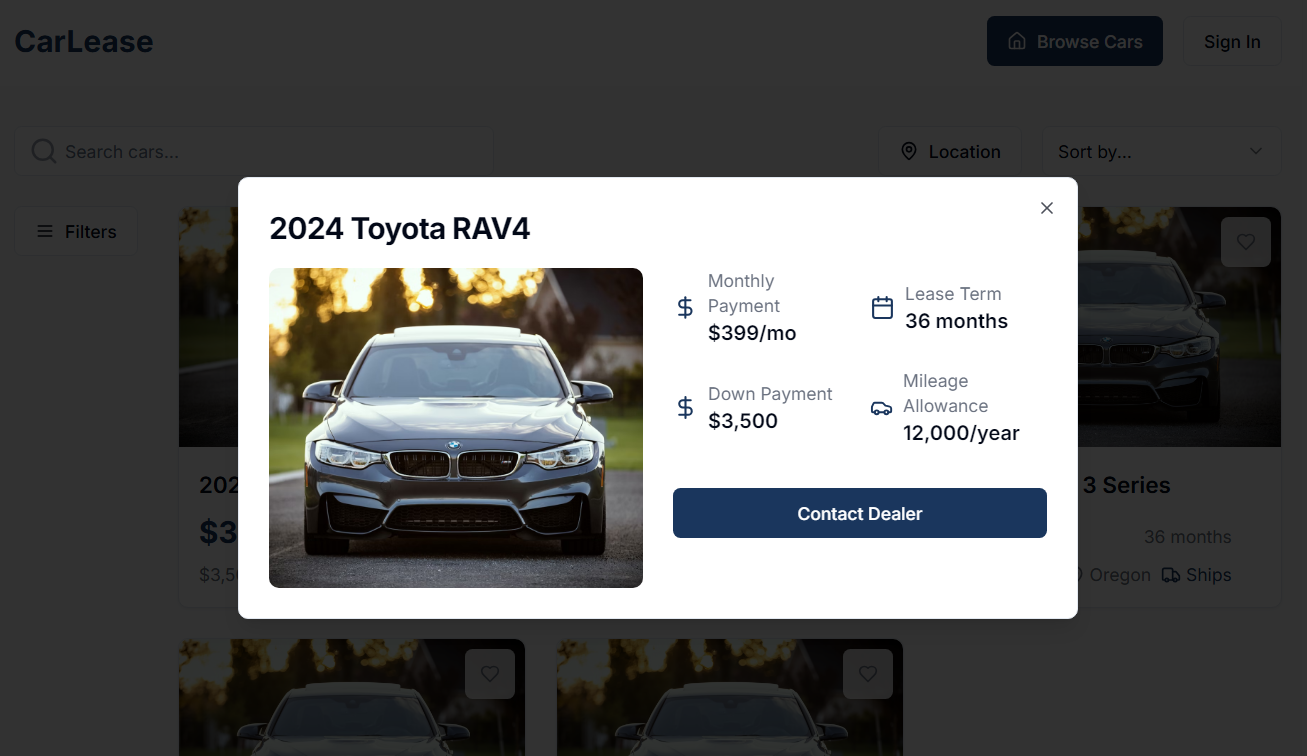 CarLease
Browse Cars
Sign In
Search cars...
Location
Sort by...
Filters
2024 Toyota RAV4
Monthly
Payment
$399/mo
Lease Term
36 months
Down Payment
$3,500
Mileage
Allowance
12,000/year
Contact Dealer
202
$3
$3,50
3 Series
36 months
Oregon
Ships